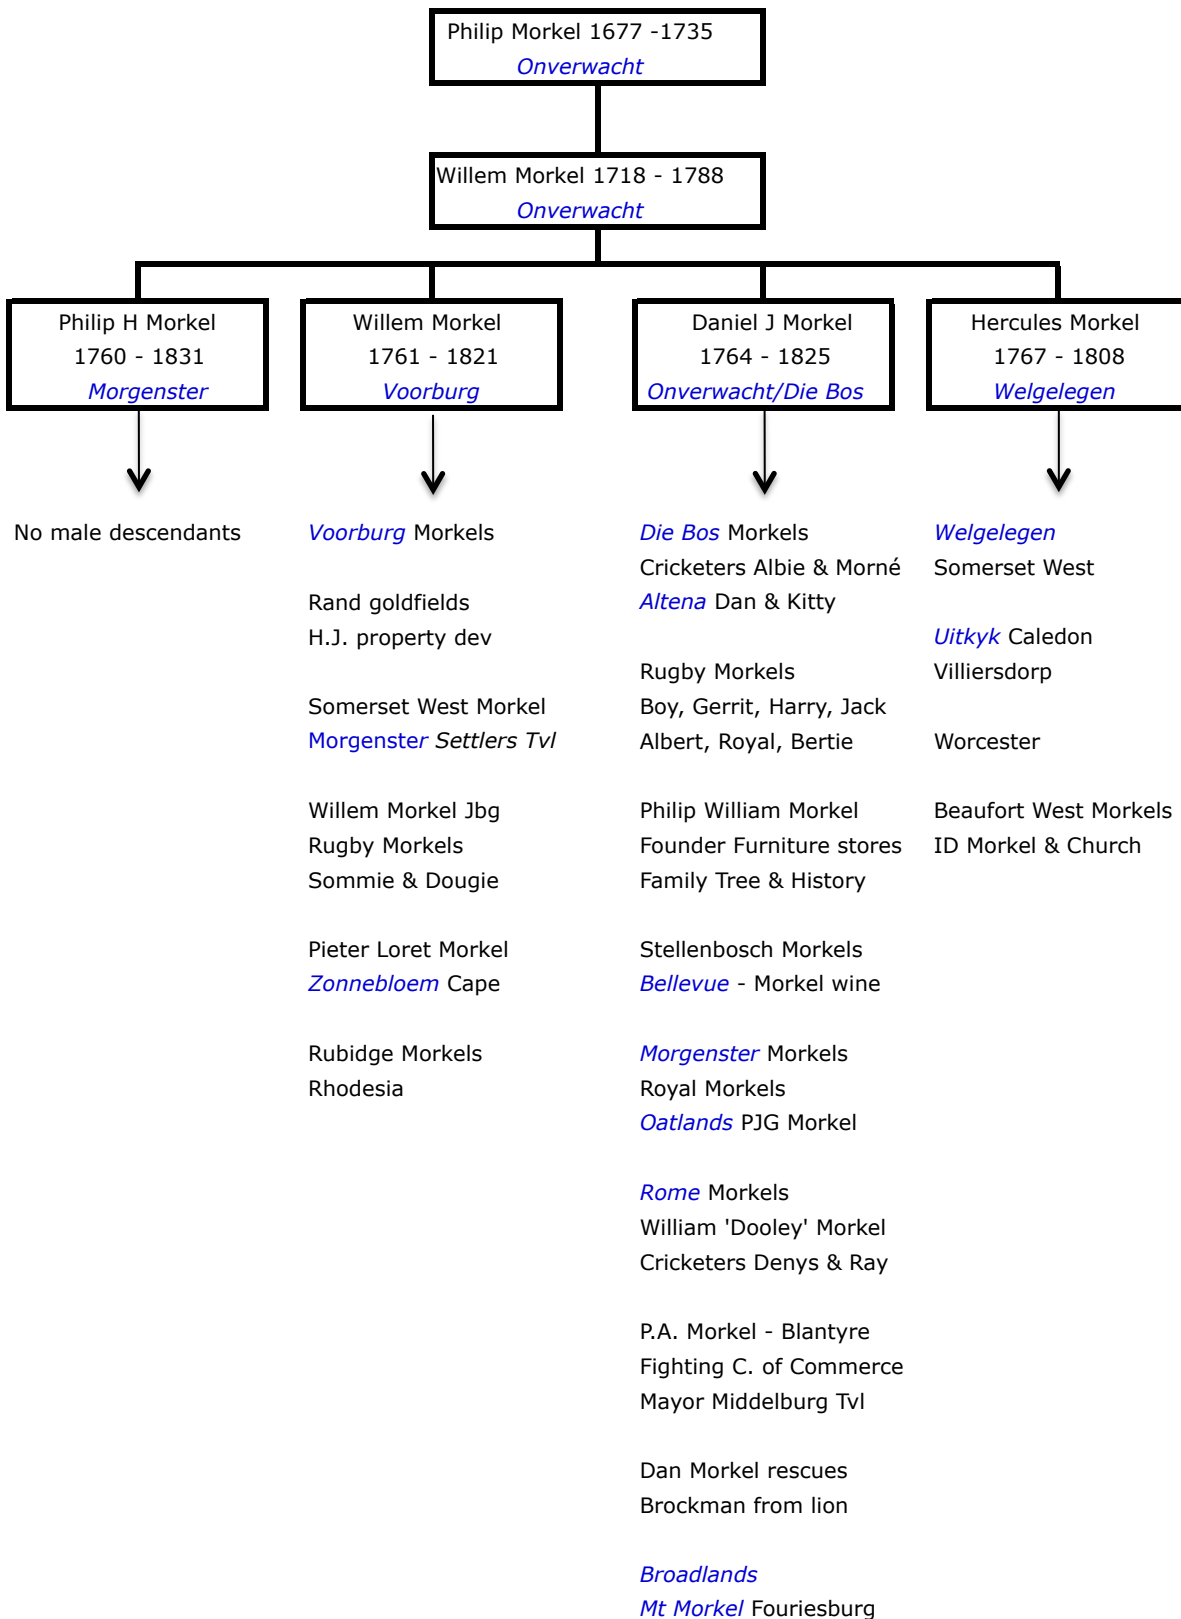 Philip Morkel 1677 -1735
Onverwacht
Willem Morkel 1718 - 1788
Onverwacht
Philip H Morkel
1760 - 1831
Morgenster
Willem Morkel
1761 - 1821
Voorburg
Daniel J Morkel
1764 - 1825
Onverwacht/Die Bos
Hercules Morkel
1767 - 1808
Welgelegen
No male descendants
Voorburg Morkels
Rand goldfields
H.J. property dev
Somerset West Morkel
Morgenster Settlers Tvl
Willem Morkel Jbg
Rugby Morkels
Sommie & Dougie
Pieter Loret Morkel
Zonnebloem Cape
Rubidge Morkels
Rhodesia
Die Bos Morkels
Cricketers Albie & Morné
Altena Dan & Kitty
Rugby Morkels
Boy, Gerrit, Harry, Jack
Albert, Royal, Bertie
Philip William Morkel
Founder Furniture stores
Family Tree & History
Stellenbosch Morkels
Bellevue - Morkel wine
Morgenster Morkels
Royal Morkels
Oatlands PJG Morkel
Rome Morkels
William 'Dooley' Morkel
Cricketers Denys & Ray
P.A. Morkel - Blantyre
Fighting C. of Commerce
Mayor Middelburg Tvl
Dan Morkel rescues
Brockman from lion
Broadlands
Mt Morkel Fouriesburg
Welgelegen
Somerset West
Uitkyk Caledon
Villiersdorp
Worcester
Beaufort West Morkels
ID Morkel & Church